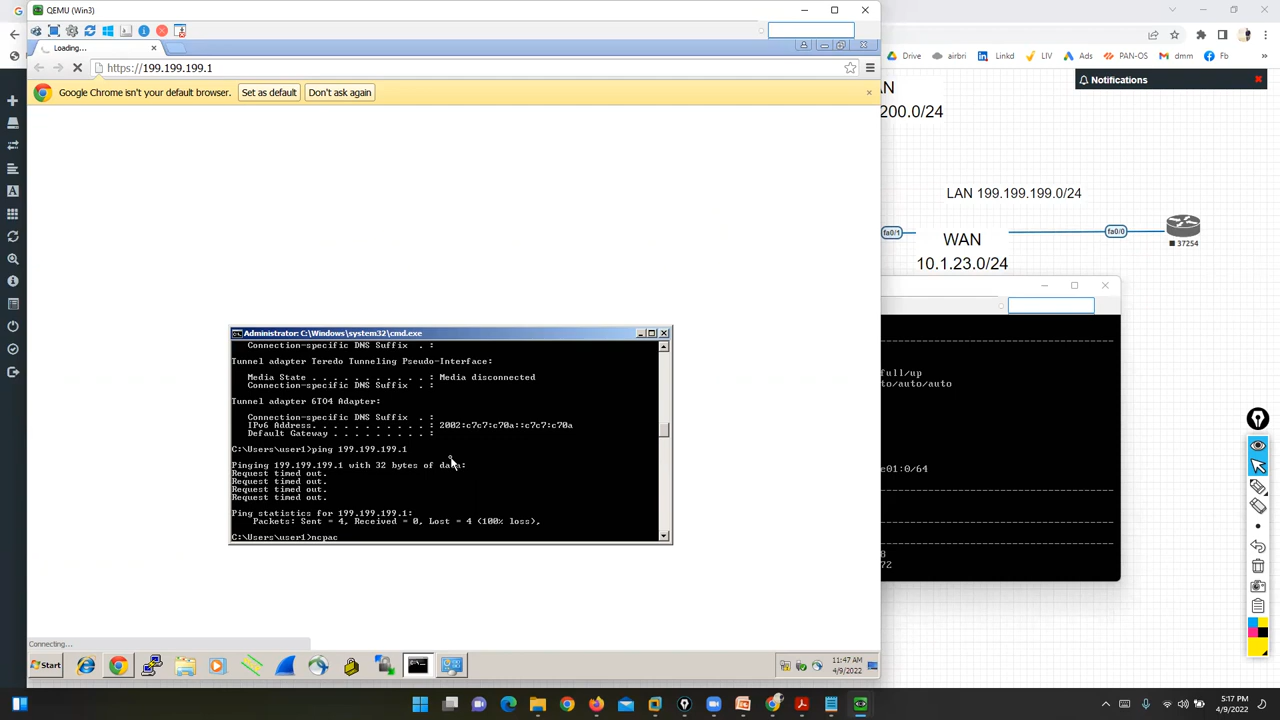 QEMU (Win3)
Loading...
https://199.199.199.1
Google Chrome isn't your default browser.
Set as default
Don't ask again
Drive
airbri
Linkd
LIV
Ads
PAN-OS
dmm
Fb
»
Notifications
200.0/24
LAN 199.199.199.0/24
fa0/1
fa0/0
WAN
37254
10.1.23.0/24
Administrator: C:\Windows\system32\cmd.exe
Connection-specific DNS Suffix . :
Tunnel adapter Teredo Tunneling Pseudo-Interface:
Media State . . . . . . . . . . . : Media disconnected
Connection-specific DNS Suffix . :
Tunnel adapter 6TO4 Adapter:
Connection-specific DNS Suffix . :
IPv6 Address. . . . . . . . . . . : 2002:c7c7:c70a::c7c7:c70a
Default Gateway . . . . . . . . . :
C:\Users\user1>ping 199.199.199.1
Pinging 199.199.199.1 with 32 bytes of data:
Request timed out.
Request timed out.
Request timed out.
Request timed out.
Ping statistics for 199.199.199.1:
Packets: Sent = 4, Received = 0, Lost = 4 (100% loss),
C:\Users\user1>ncpac
full/up
to/auto/auto
e01:0/64
8
72
Connecting...
Start
11:47 AM
4/9/2022
5:17 PM
4/9/2022